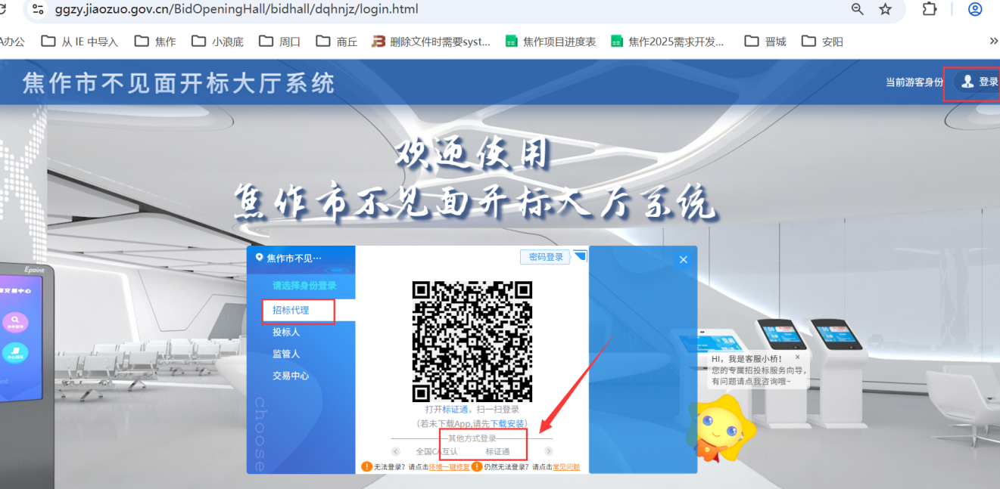 ggzy.jiaozuo.gov.cn/BidOpeningHall/bidhall/dqhnjz/login.html
A办公 从 IE 中导入 焦作 小浪底 周口 商丘 删除文件时需要syst... 焦作项目进度表 焦作2025需求开发... 晋城 安阳 »
焦作市不见面开标大厅系统
当前游客身份 登录
欢迎使用
焦作市不见面开标大厅系统
Epoint
焦作市不见…
密码登录
请选择身份登录
招标代理
投标人
监管人
交易中心
choose
打开标证通，扫一扫登录
(若未下载App,请先下载安装)
其他方式登录
全国CA互认 标证通
无法登录？请点击环境一键修复 仍然无法登录？请点击常见问题
HI，我是客服小桥！
您的专属招投标服务向导，
有问题请点我咨询哦~